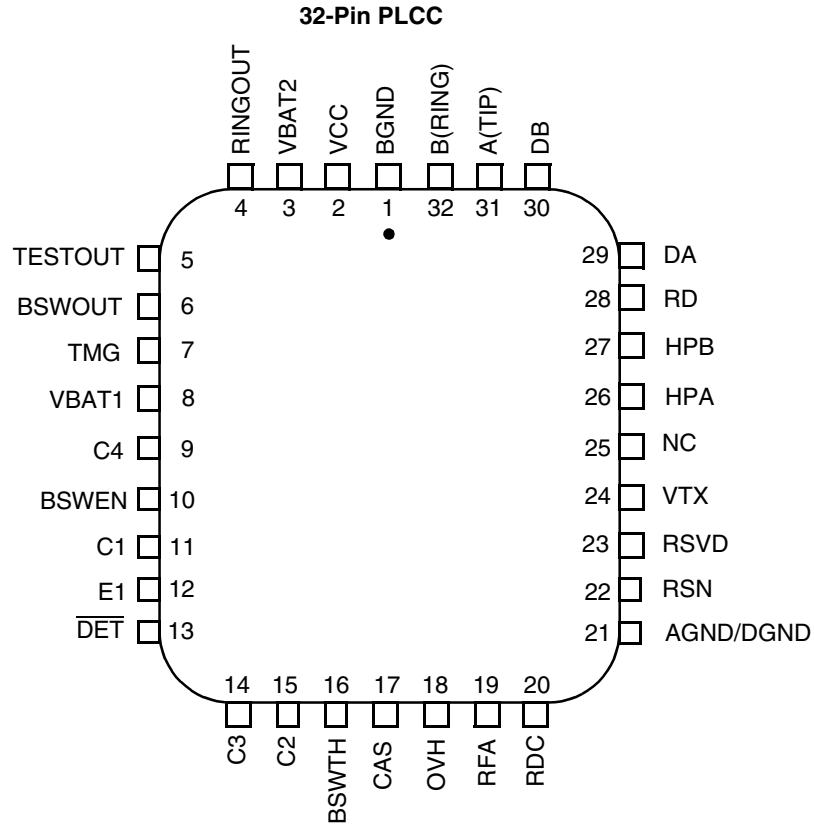 32-Pin PLCC
RINGOUT
VBAT2
VCC
BGND
B(RING)
A(TIP)
DB
4 3 2 1 32 31 30
TESTOUT 5
BSWOUT 6
TMG 7
VBAT1 8
C4 9
BSWEN 10
C1 11
E1 12
DET 13
29 DA
28 RD
27 HPB
26 HPA
25 NC
24 VTX
23 RSVD
22 RSN
21 AGND/DGND
14 15 16 17 18 19 20
C3
C2
BSWTH
CAS
OVH
RFA
RDC